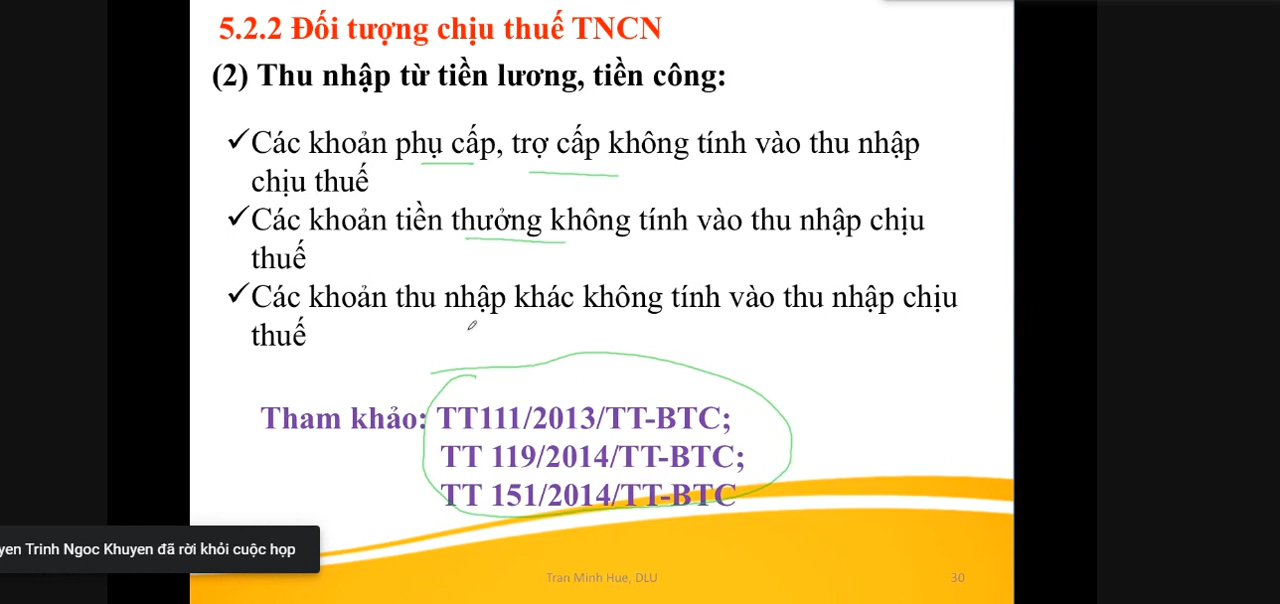 5.2.2 Đối tượng chịu thuế TNCN
(2) Thu nhập từ tiền lương, tiền công:
✓Các khoản phụ cấp, trợ cấp không tính vào thu nhập
chịu thuế
✓Các khoản tiền thưởng không tính vào thu nhập chịu
thuế
✓Các khoản thu nhập khác không tính vào thu nhập chịu
thuế
Tham khảo: TT111/2013/TT-BTC;
TT 119/2014/TT-BTC;
TT 151/2014/TT-BTC
yen Trinh Ngoc Khuyen đã rời khỏi cuộc họp
Tran Minh Hue, DLU
30